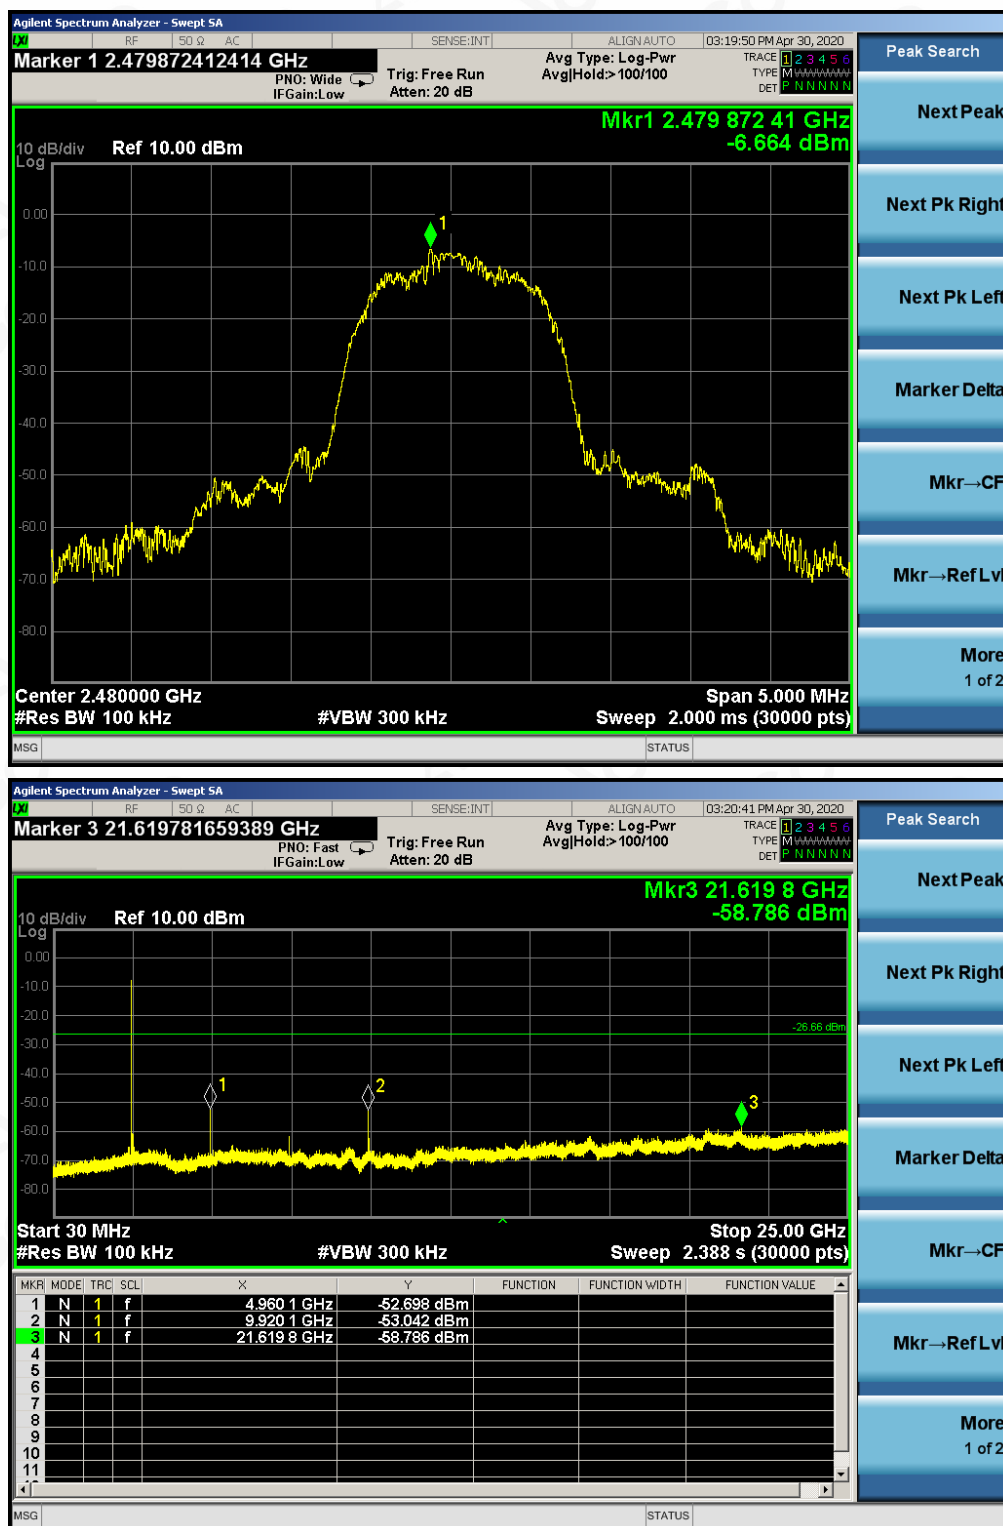 Agilent Spectrum Analyzer - Swept SA
LXI RF 50 Ω AC SENSE:INT ALIGN AUTO 03:19:50 PM Apr 30, 2020
Marker 1 2.479872412414 GHz
PNO: Wide
IFGain:Low
Trig: Free Run
Atten: 20 dB
Avg Type: Log-Pwr
Avg|Hold:>100/100
TRACE 1 2 3 4 5 6
TYPE M WWWWW
DET P N N N N N
Mkr1 2.479 872 41 GHz
-6.664 dBm
10 dB/div Ref 10.00 dBm
Log
0.00
1
-10.0
-20.0
-30.0
-40.0
-50.0
-60.0
-70.0
-80.0
Center 2.480000 GHz Span 5.000 MHz
#Res BW 100 kHz #VBW 300 kHz Sweep 2.000 ms (30000 pts)
MSG STATUS
Peak Search
Next Peak
Next Pk Right
Next Pk Left
Marker Delta
Mkr→CF
Mkr→Ref Lvl
More
1 of 2
Agilent Spectrum Analyzer - Swept SA
LXI RF 50 Ω AC SENSE:INT ALIGN AUTO 03:20:41 PM Apr 30, 2020
Marker 3 21.619781659389 GHz
PNO: Fast
IFGain:Low
Trig: Free Run
Atten: 20 dB
Avg Type: Log-Pwr
Avg|Hold:>100/100
TRACE 1 2 3 4 5 6
TYPE M WWWWW
DET P N N N N N
Mkr3 21.619 8 GHz
-58.786 dBm
10 dB/div Ref 10.00 dBm
Log
0.00
-10.0
-20.0
-26.66 dBm
-30.0
-40.0
1 2
-50.0
3
-60.0
-70.0
-80.0
Start 30 MHz Stop 25.00 GHz
#Res BW 100 kHz #VBW 300 kHz Sweep 2.388 s (30000 pts)
MKR MODE TRC SCL X Y FUNCTION FUNCTION WIDTH FUNCTION VALUE
1 N 1 f 4.960 1 GHz -52.698 dBm
2 N 1 f 9.920 1 GHz -53.042 dBm
3 N 1 f 21.619 8 GHz -58.786 dBm
4
5
6
7
8
9
10
11
MSG STATUS
Peak Search
Next Peak
Next Pk Right
Next Pk Left
Marker Delta
Mkr→CF
Mkr→Ref Lvl
More
1 of 2